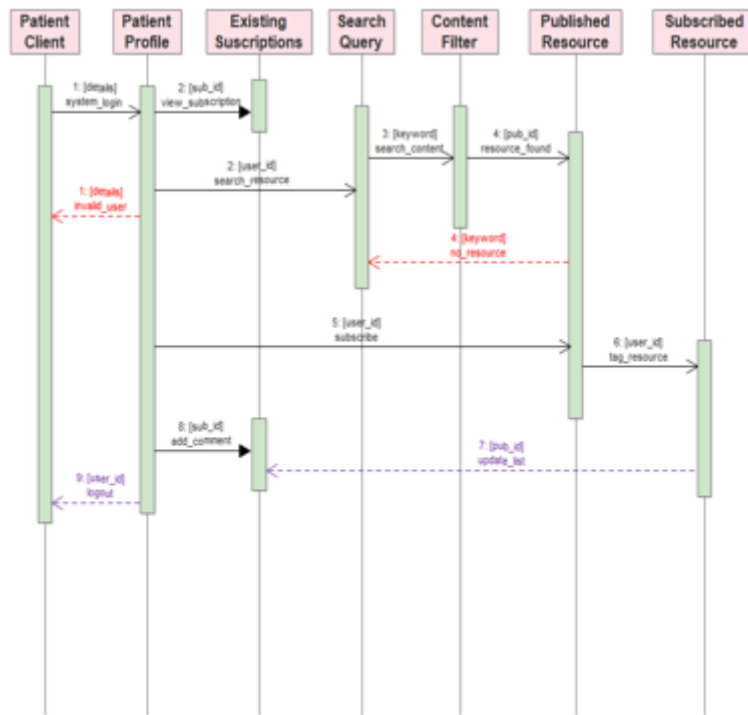 Patient
Client
Patient
Profile
Existing
Suscriptions
Search
Query
Content
Filter
Published
Resource
Subscribed
Resource
1: [details]
system_login
2: [sub_id]
view_subscription
3: [keyword]
search_content
4: [pub_id]
resource_found
2: [user_id]
search_resource
1: [details]
invalid_user
4: [keyword]
no_resource
5: [user_id]
subscribe
6: [user_id]
tag_resource
8: [sub_id]
add_comment
7: [pub_id]
update_list
9: [user_id]
logout